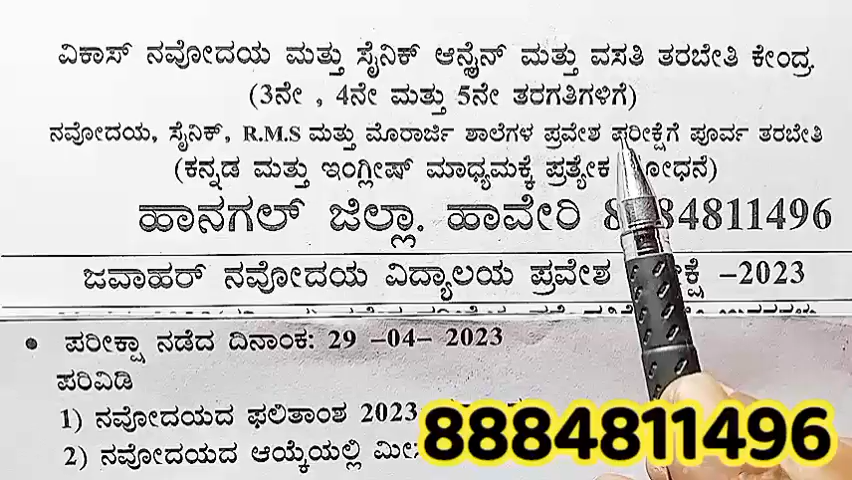 ವಿಕಾಸ್ ನವೋದಯ ಮತ್ತು ಸೈನಿಕ್ ಆನ್ಲೈನ್ ಮತ್ತು ವಸತಿ ತರಬೇತಿ ಕೇಂದ್ರ
(3ನೇ , 4ನೇ ಮತ್ತು 5ನೇ ತರಗತಿಗಳಿಗೆ)
ನವೋದಯ, ಸೈನಿಕ್, R.M.S ಮತ್ತು ಮೊರಾರ್ಜಿ ಶಾಲೆಗಳ ಪ್ರವೇಶ ಪರೀಕ್ಷೆಗೆ ಪೂರ್ವ ತರಬೇತಿ
(ಕನ್ನಡ ಮತ್ತು ಇಂಗ್ಲೀಷ್ ಮಾಧ್ಯಮಕ್ಕೆ ಪ್ರತ್ಯೇಕ
ಹಾನಗಲ್ ಜಿಲ್ಲಾ. ಹಾವೇರಿ 8884811496
ಜವಾಹರ್ ನವೋದಯ ವಿದ್ಯಾಲಯ ಪ್ರವೇಶ –2023
• ಪರೀಕ್ಷಾ ನಡೆದ ದಿನಾಂಕ: 29 –04– 2023
ಪರಿವಿಡಿ
1) ನವೋದಯದ ಫಲಿತಾಂಶ 2023
2) ನವೋದಯದ ಆಯ್ಕೆಯಲ್ಲಿ
8884811496